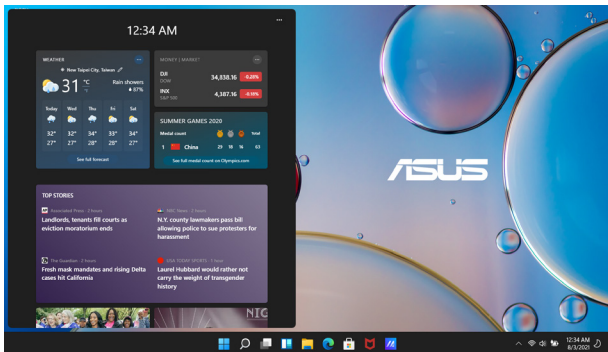 12:34 AM
WEATHER
New Taipei City, Taiwan
31 °C
Rain showers
87%
Today Wed Thu Fri Sat
32° 32° 34° 33° 34°
27° 27° 28° 28° 27°
See full forecast
MONEY | MARKET
DJI 34,838.16 -0.28%
DOW
INX 4,387.16 -0.18%
S&P 500
SUMMER GAMES 2020
Medal count Total
1 China 29 18 16 63
See full medal count on Olympics.com
TOP STORIES
Associated Press · 2 hours
Landlords, tenants fill courts as
eviction moratorium ends
NBC News · 2 hours
N.Y. county lawmakers pass bill
allowing police to sue protesters for
harassment
The Guardian · 2 hours
Fresh mask mandates and rising Delta
cases hit California
USA TODAY SPORTS · 1 hour
Laurel Hubbard would rather not
carry the weight of transgender
history
NIC
ASUS
12:34 AM
8/3/2021